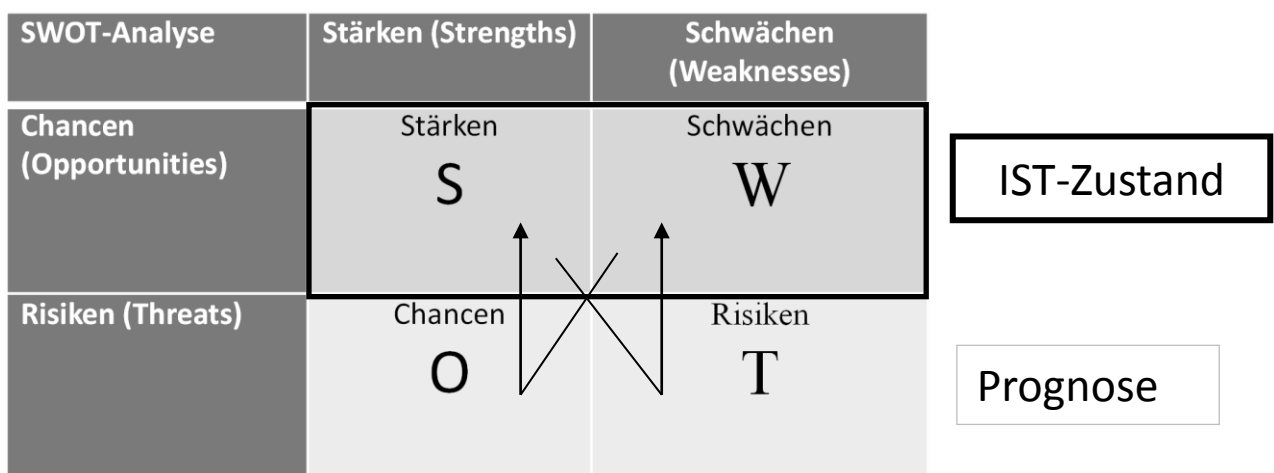 SWOT-Analyse
Stärken (Strengths)
Schwächen
(Weaknesses)
Chancen
(Opportunities)
Stärken
S
Schwächen
W
IST-Zustand
Risiken (Threats)
Chancen
O
Risiken
T
Prognose